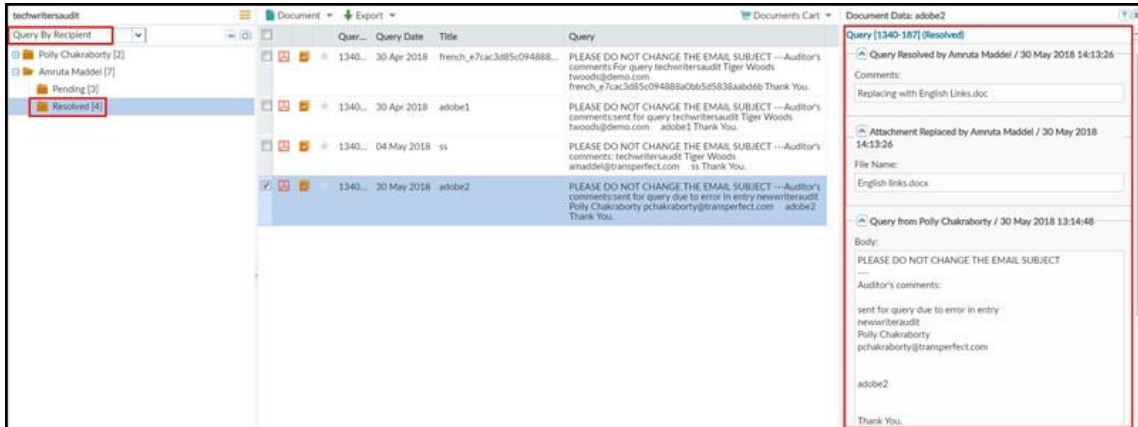 techwritersaudit
Document
Export
Documents Cart
Document Data: adobe2
Query By Recipient
Polly Chakraborty [2]
Amruta Maddel [7]
Pending [3]
Resolved [4]
Quer... Query Date Title Query
1340... 30 Apr 2018 french_e7cac3d85c094888... PLEASE DO NOT CHANGE THE EMAIL SUBJECT ---Auditor's
comments:For query techwritersaudit Tiger Woods
twoods@demo.com
french_e7cac3d85c094888a0bb5d5838aabd6b Thank You.
1340... 30 Apr 2018 adobe1 PLEASE DO NOT CHANGE THE EMAIL SUBJECT ---Auditor's
comments:sent for query techwritersaudit Tiger Woods
twoods@demo.com adobe1 Thank You.
1340... 04 May 2018 ss PLEASE DO NOT CHANGE THE EMAIL SUBJECT ---Auditor's
comments: techwritersaudit Tiger Woods
amaddel@transperfect.com ss Thank You.
1340... 30 May 2018 adobe2 PLEASE DO NOT CHANGE THE EMAIL SUBJECT ---Auditor's
comments:sent for query due to error in entry newwriteraudit
Polly Chakraborty pchakraborty@transperfect.com adobe2
Thank You.
Query [1340-187] (Resolved)
Query Resolved by Amruta Maddel / 30 May 2018 14:13:26
Comments:
Replacing with English Links.doc
Attachment Replaced by Amruta Maddel / 30 May 2018
14:13:26
File Name:
English links.docx
Query from Polly Chakraborty / 30 May 2018 13:14:48
Body:
PLEASE DO NOT CHANGE THE EMAIL SUBJECT
---
Auditor's comments:
sent for query due to error in entry
newwriteraudit
Polly Chakraborty
pchakraborty@transperfect.com
adobe2
Thank You.